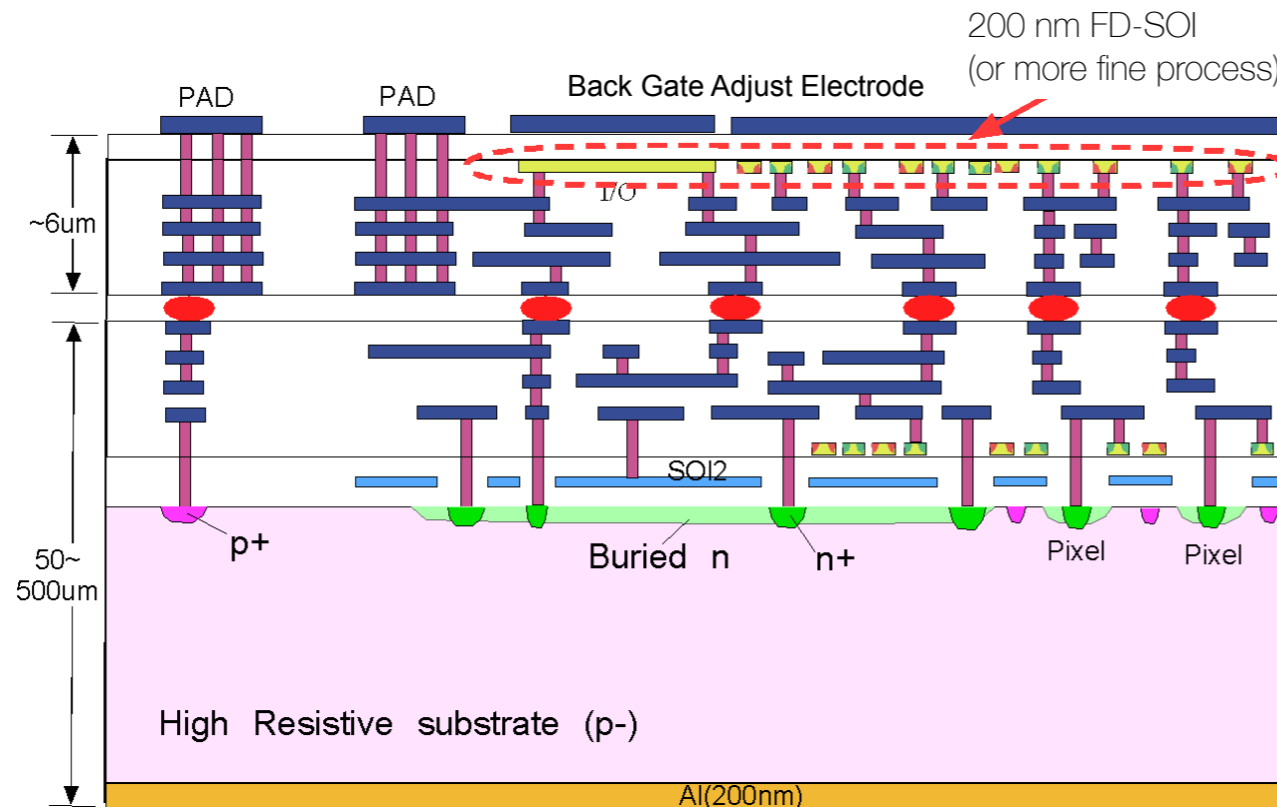 200 nm FD-SOI
(or more fine process)
Back Gate Adjust Electrode
PAD
PAD
I/O
~6um
SOI2
p+
Buried n
n+
Pixel
Pixel
50~
500um
High Resistive substrate (p-)
Al(200nm)